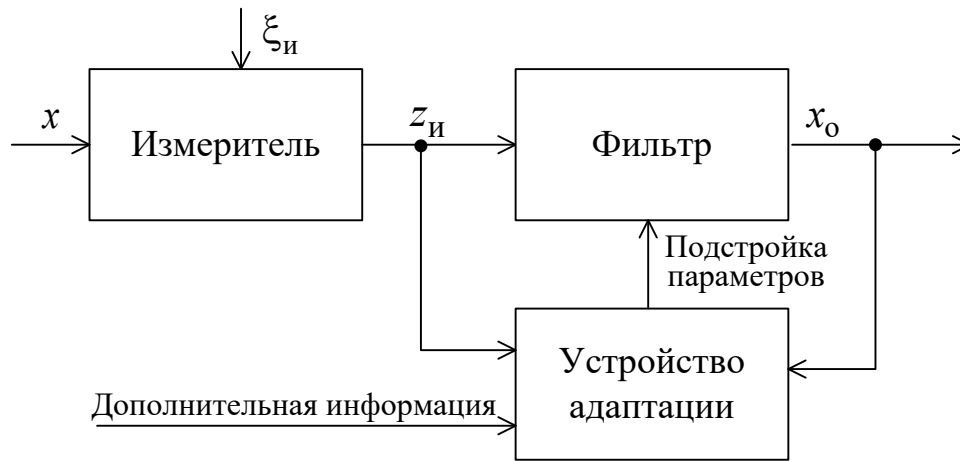 ξи
x
Измеритель
zи
Фильтр
xо
Подстройка
параметров
Устройство
адаптации
Дополнительная информация